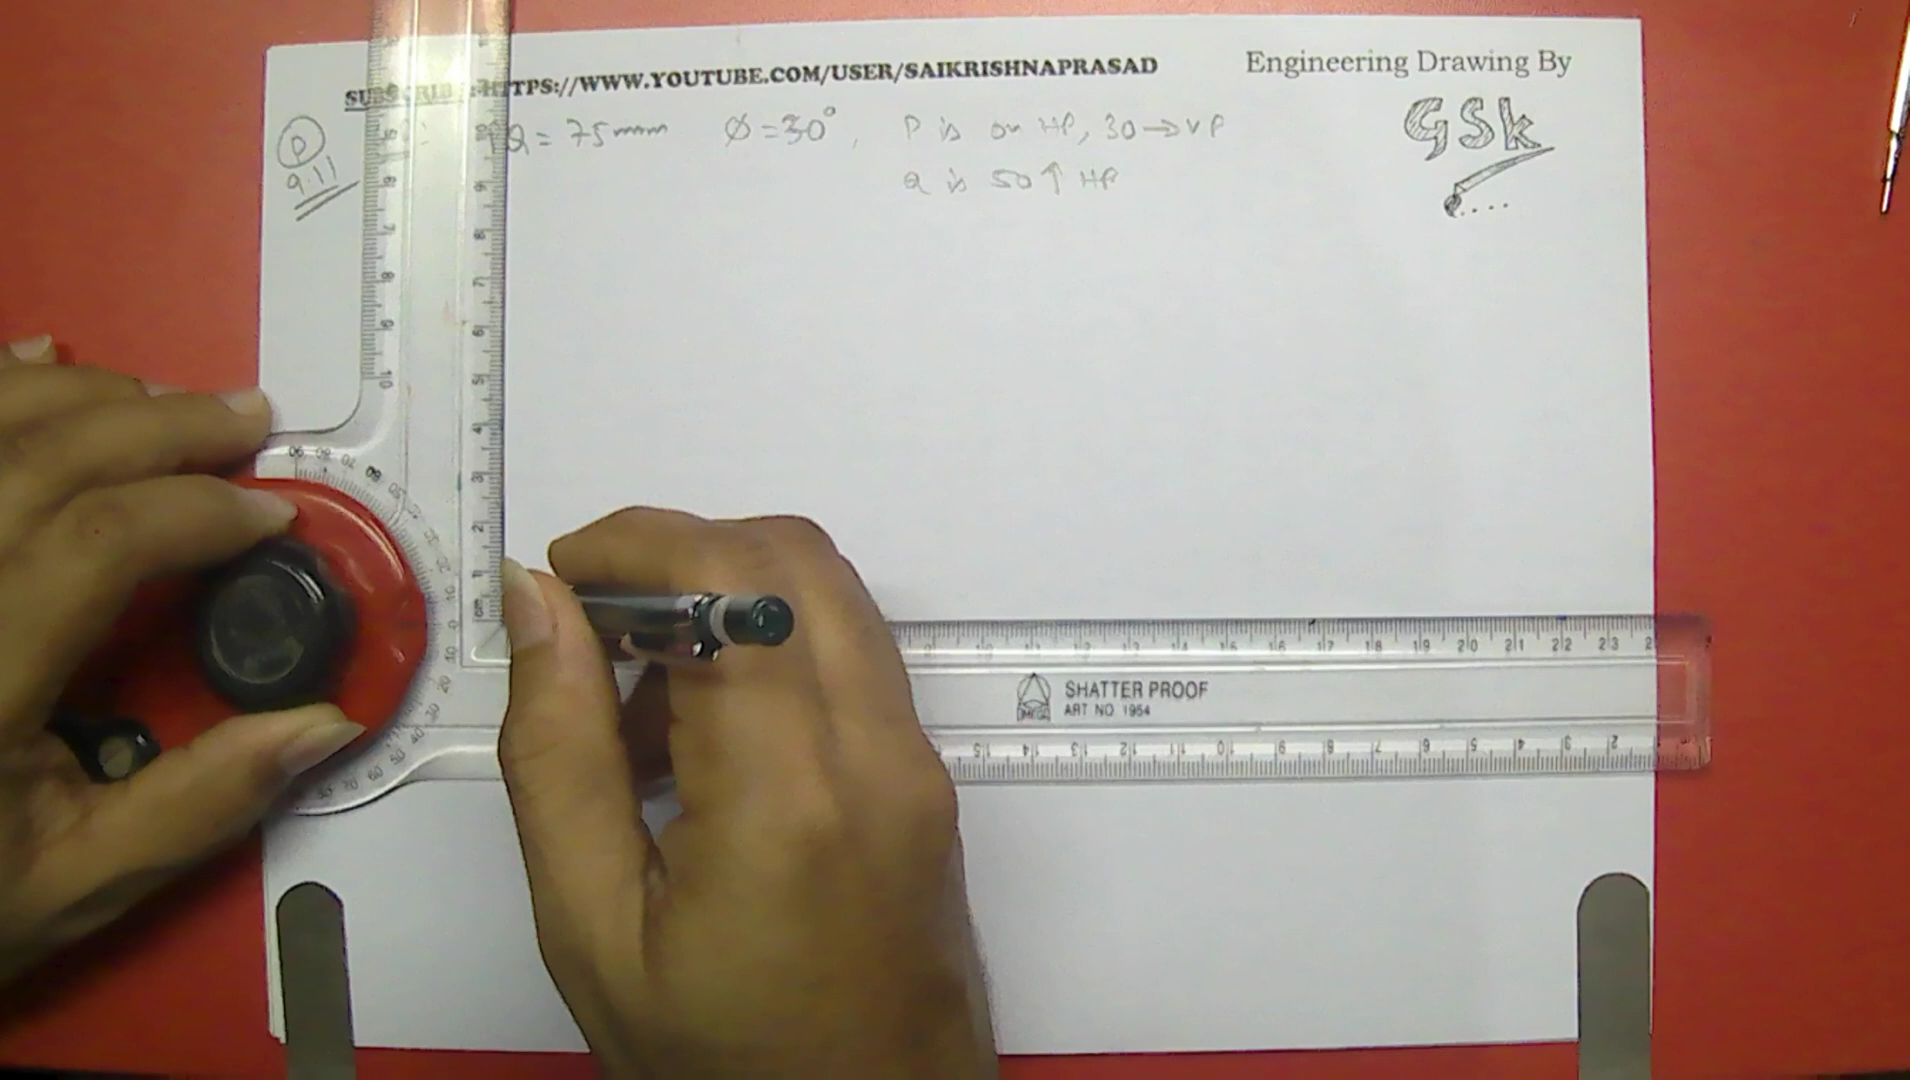 HTTPS://WWW.YOUTUBE.COM/USER/SAIKRISHNAPRASAD
Engineering Drawing By
GSk
P
9.11
PQ = 75mm ∅ = 30°, P is on HP, 30 → VP
Q is 50 ↑ HP
SHATTER PROOF
ART NO 1954